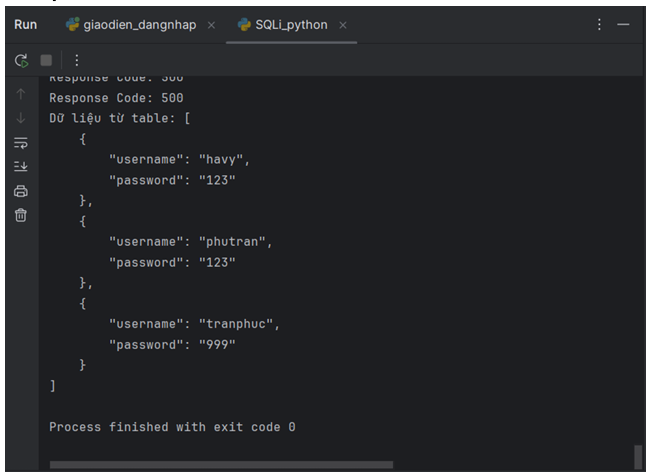 Run giaodien_dangnhap SQLi_python
Response Code: 500
Response Code: 500
Dữ liệu từ table: [
{
"username": "havy",
"password": "123"
},
{
"username": "phutran",
"password": "123"
},
{
"username": "tranphuc",
"password": "999"
}
]
Process finished with exit code 0